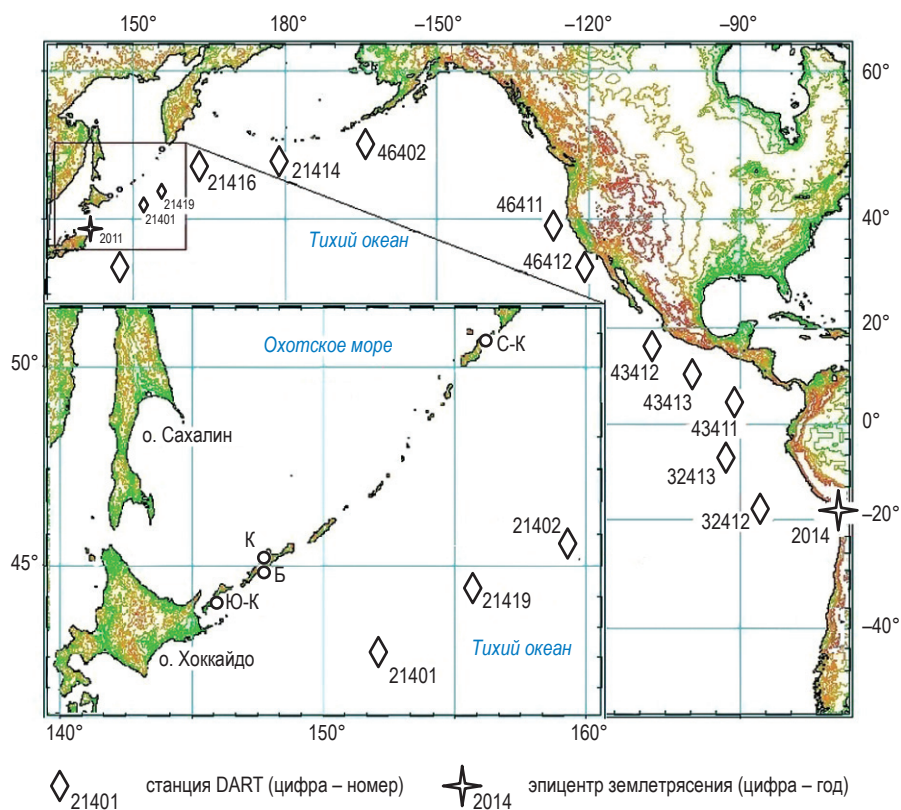 150° 180° −150° −120° −90°
60°
46402
21414
21416
21419
21401
46411
40°
2011
Тихий океан
46412
20°
Охотское море
С-К
50°
43412
43413
о. Сахалин
43411
0°
32413
21402
32412
2014
−20°
К
45°
Б
21419
Ю-К
о. Хоккайдо
21401
Тихий океан
−40°
140° 150° 160°
21401
станция DART (цифра – номер)
2014
эпицентр землетрясения (цифра – год)